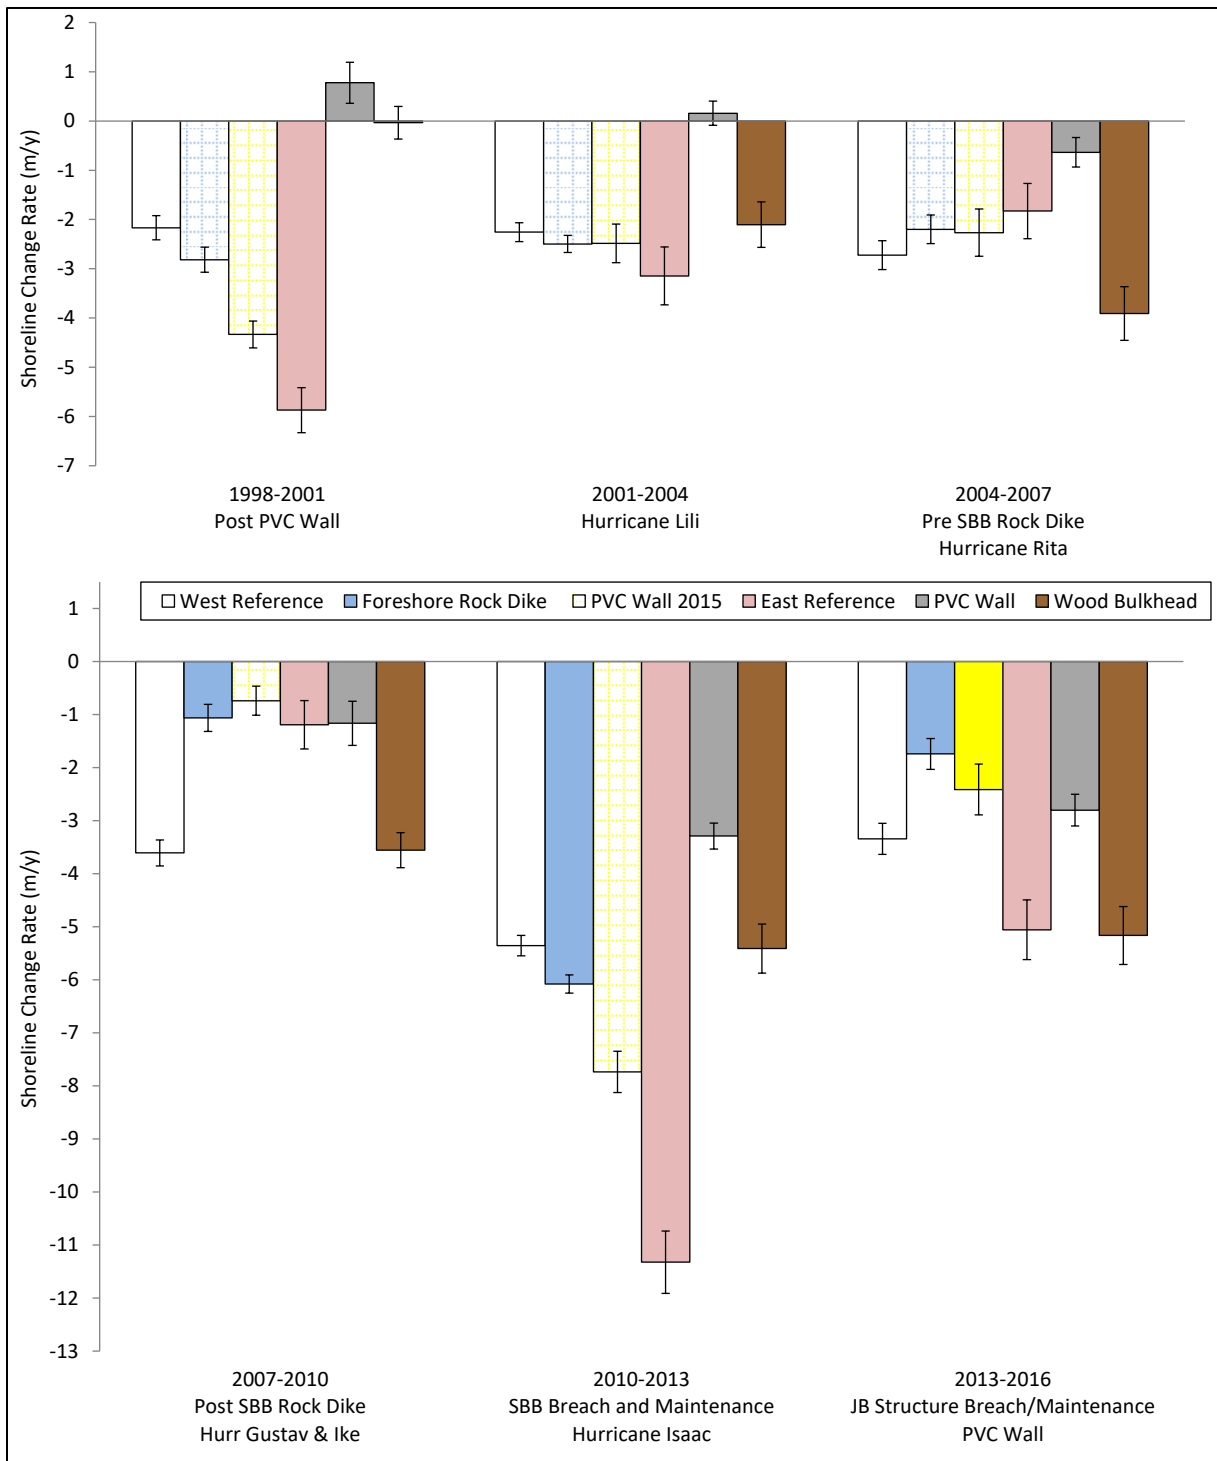 2
1
0
-1
-2
-3
-4
-5
-6
-7
Shoreline Change Rate (m/y)
1998-2001
Post PVC Wall
2001-2004
Hurricane Lili
2004-2007
Pre SBB Rock Dike
Hurricane Rita
West Reference
Foreshore Rock Dike
PVC Wall 2015
East Reference
PVC Wall
Wood Bulkhead
1
0
-1
-2
-3
-4
-5
-6
-7
-8
-9
-10
-11
-12
-13
Shoreline Change Rate (m/y)
2007-2010
Post SBB Rock Dike
Hurr Gustav & Ike
2010-2013
SBB Breach and Maintenance
Hurricane Isaac
2013-2016
JB Structure Breach/Maintenance
PVC Wall